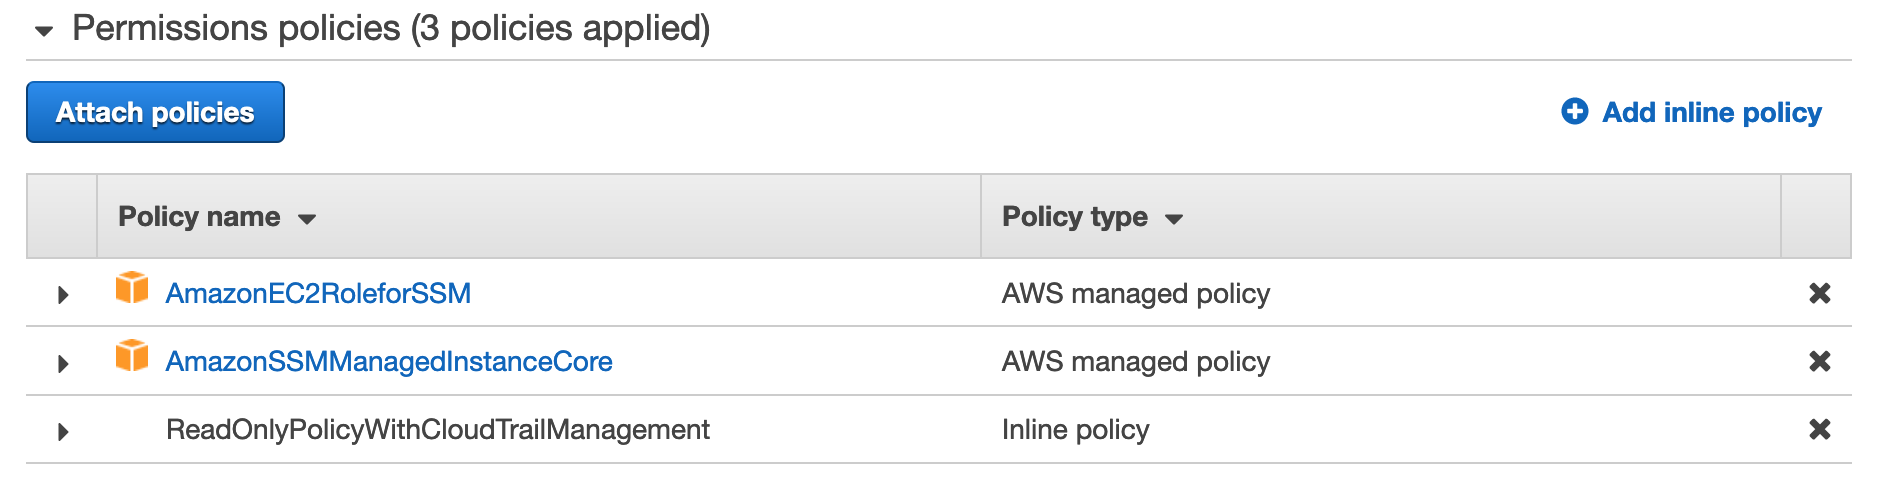 Permissions policies (3 policies applied)
Attach policies
Add inline policy
Policy name Policy type
AmazonEC2RoleforSSM AWS managed policy
AmazonSSMManagedInstanceCore AWS managed policy
ReadOnlyPolicyWithCloudTrailManagement Inline policy